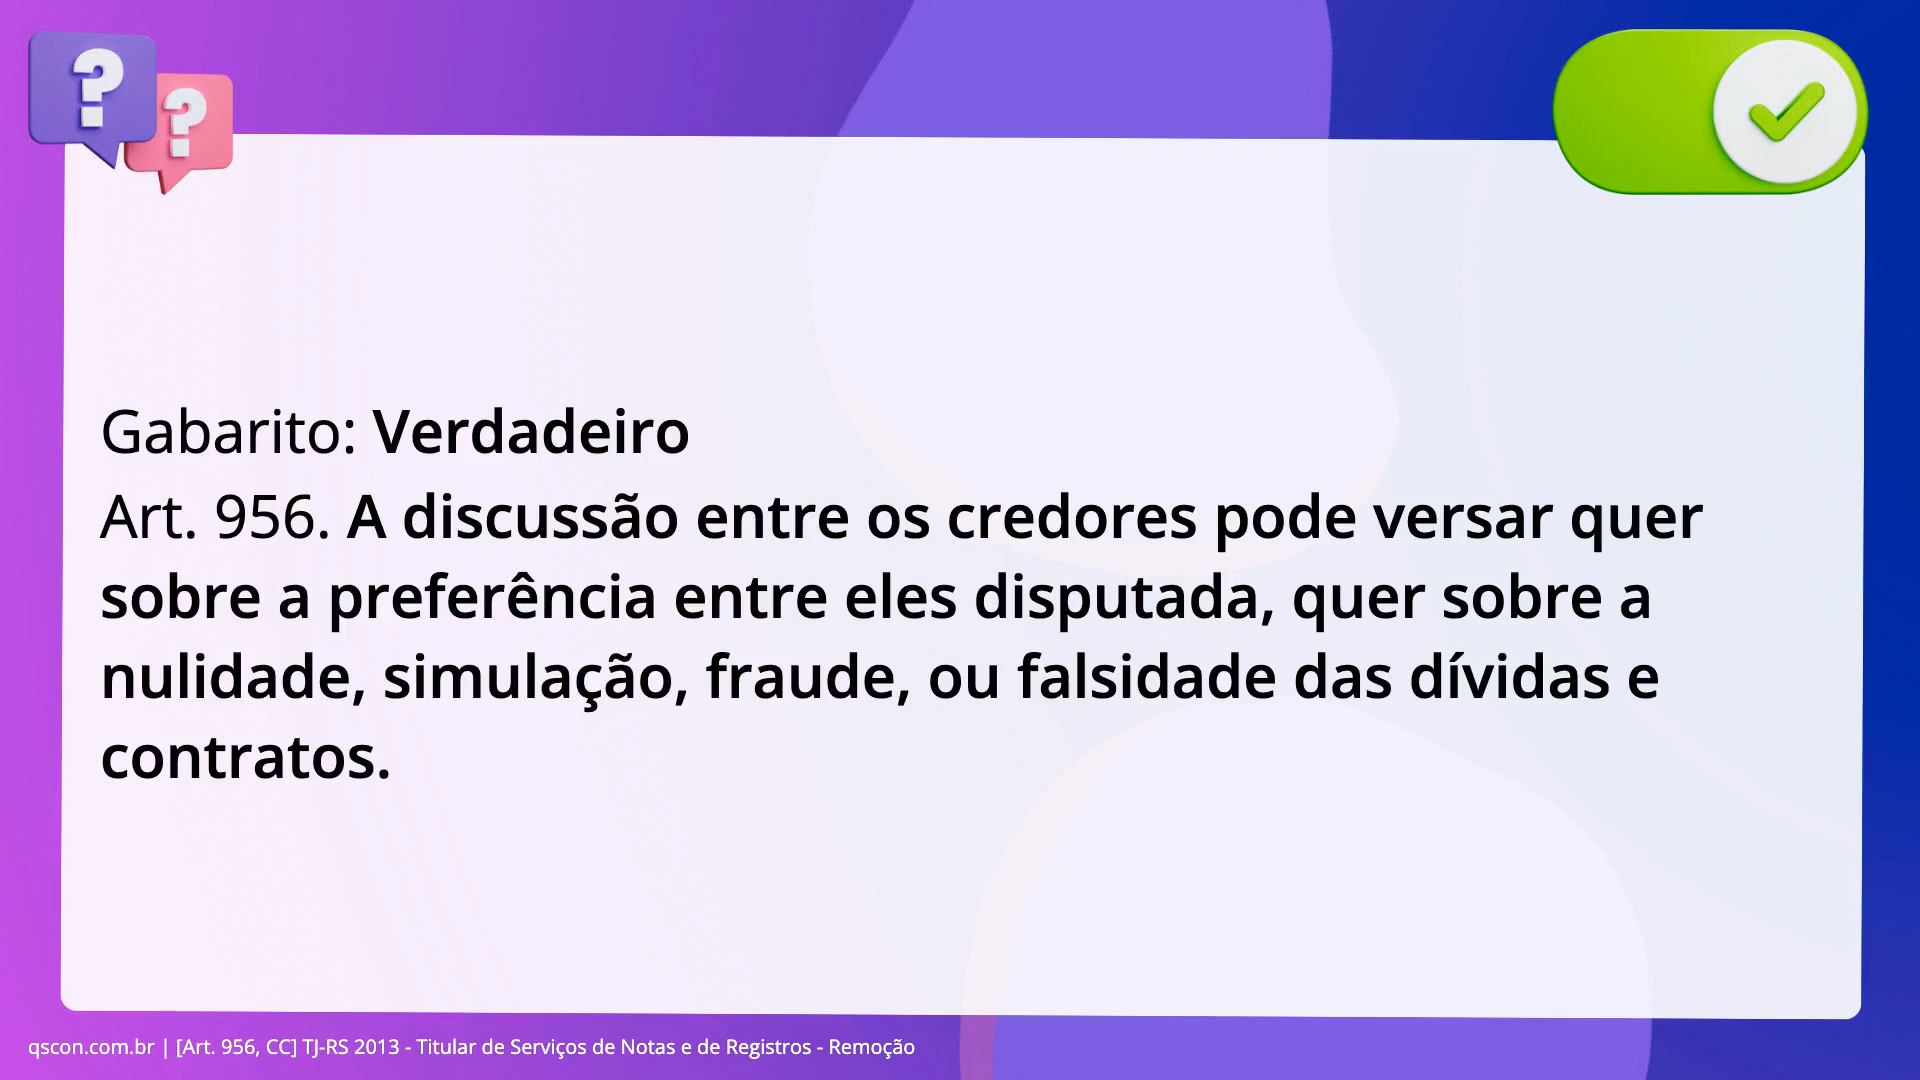 ?
?
Gabarito: Verdadeiro
Art. 956. A discussão entre os credores pode versar quer
sobre a preferência entre eles disputada, quer sobre a
nulidade, simulação, fraude, ou falsidade das dívidas e
contratos.
qscon.com.br | [Art. 956, CC] TJ-RS 2013 - Titular de Serviços de Notas e de Registros - Remoção